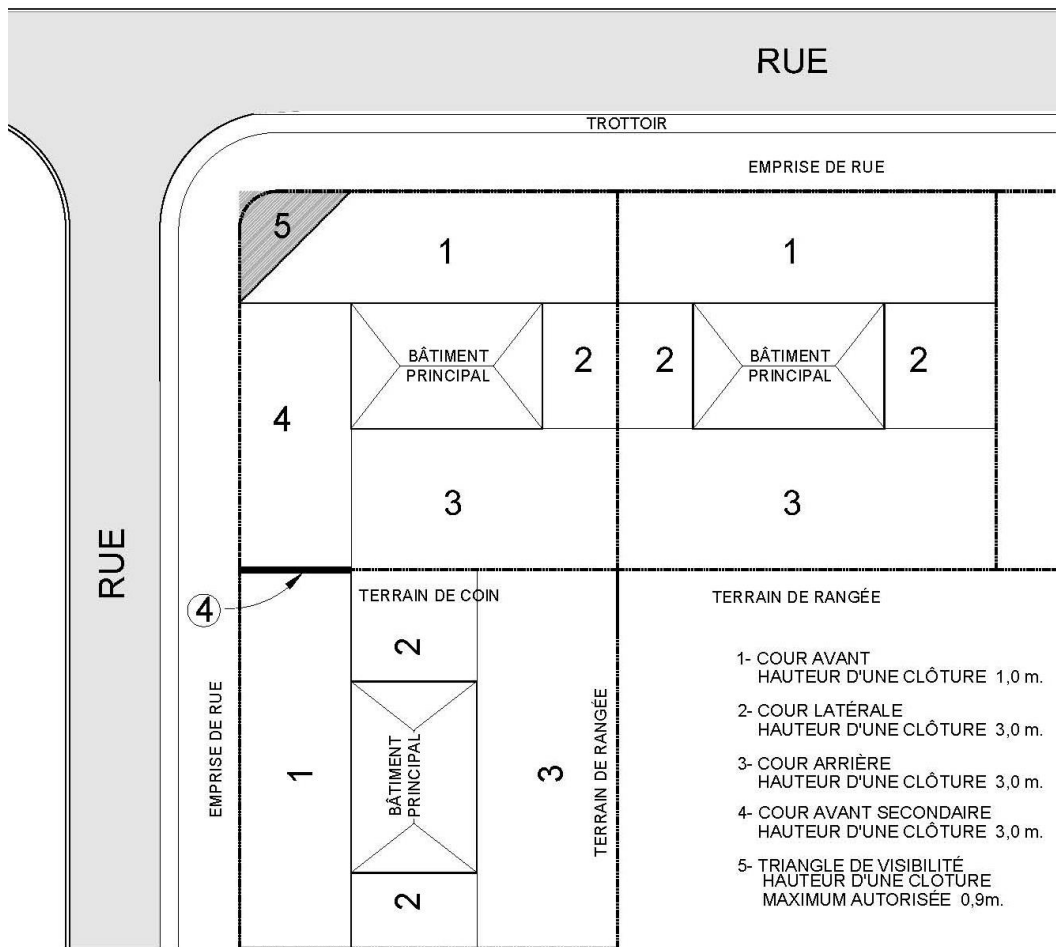 RUE
TROTTOIR
EMPRISE DE RUE
5
1
1
BÂTIMENT
PRINCIPAL
2
2
BÂTIMENT
PRINCIPAL
2
4
3
3
RUE
4
TERRAIN DE COIN
TERRAIN DE RANGÉE
2
EMPRISE DE RUE
1
BÂTIMENT
PRINCIPAL
3
TERRAIN DE RANGÉE
2
1- COUR AVANT
HAUTEUR D'UNE CLÔTURE 1,0 m.
2- COUR LATÉRALE
HAUTEUR D'UNE CLÔTURE 3,0 m.
3- COUR ARRIÈRE
HAUTEUR D'UNE CLÔTURE 3,0 m.
4- COUR AVANT SECONDAIRE
HAUTEUR D'UNE CLÔTURE 3,0 m.
5- TRIANGLE DE VISIBILITÉ
HAUTEUR D'UNE CLOTURE
MAXIMUM AUTORISÉE 0,9m.